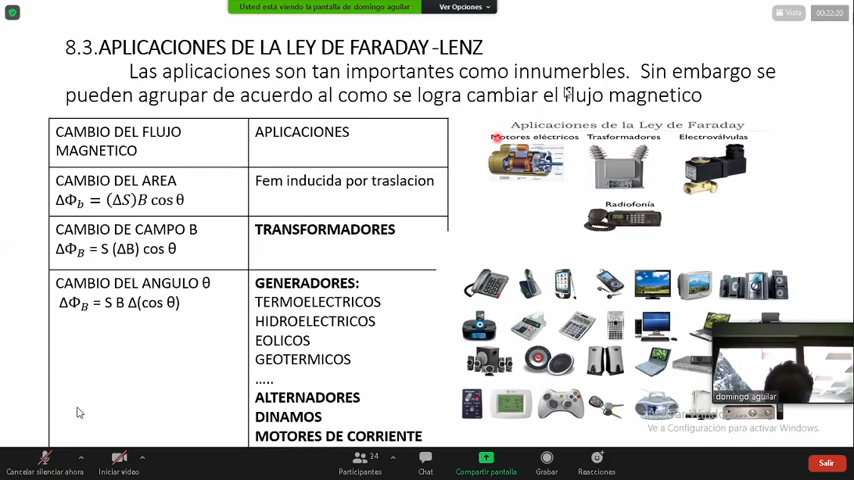 Usted está viendo la pantalla de domingo aguilar
Ver Opciones
Vista
00:22:20
8.3.APLICACIONES DE LA LEY DE FARADAY -LENZ
Las aplicaciones son tan importantes como innumerbles. Sin embargo se
pueden agrupar de acuerdo al como se logra cambiar el flujo magnetico
CAMBIO DEL FLUJO
MAGNETICO
APLICACIONES
CAMBIO DEL AREA
ΔΦb = (ΔS)B cos θ
Fem inducida por traslacion
CAMBIO DE CAMPO B
ΔΦB = S (ΔB) cos θ
TRANSFORMADORES
CAMBIO DEL ANGULO θ
ΔΦB = S B Δ(cos θ)
GENERADORES:
TERMOELECTRICOS
HIDROELECTRICOS
EOLICOS
GEOTERMICOS
.....
ALTERNADORES
DINAMOS
MOTORES DE CORRIENTE
Aplicaciones de la Ley de Faraday
Motores eléctricos
Trasformadores
Electroválvulas
Radiofonía
domingo aguilar
Ve a Configuración para activar Windows.
Cancelar silenciar ahora
Iniciar video
24
Participantes
Chat
Compartir pantalla
Grabar
Reacciones
Salir